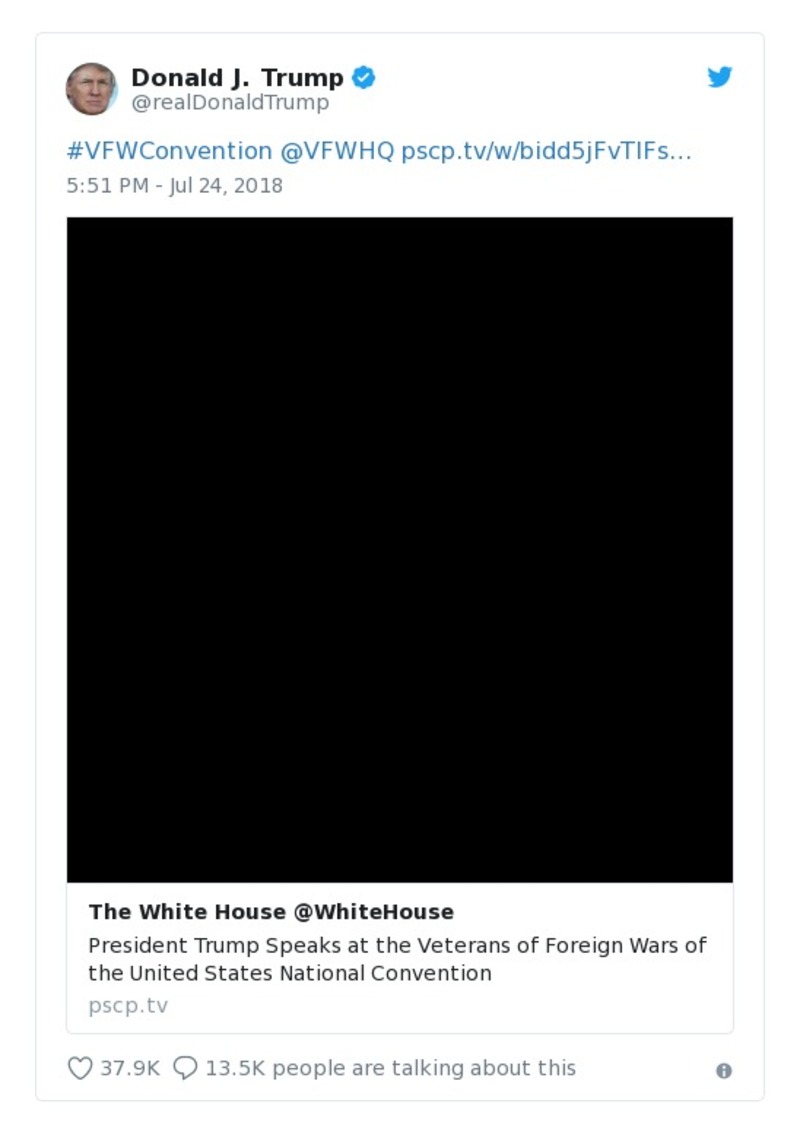 Donald J. Trump
@realDonaldTrump
#VFWConvention @VFWHQ pscp.tv/w/bidd5jFvTlFs…
5:51 PM - Jul 24, 2018
The White House @WhiteHouse
President Trump Speaks at the Veterans of Foreign Wars of
the United States National Convention
pscp.tv
37.9K 13.5K people are talking about this